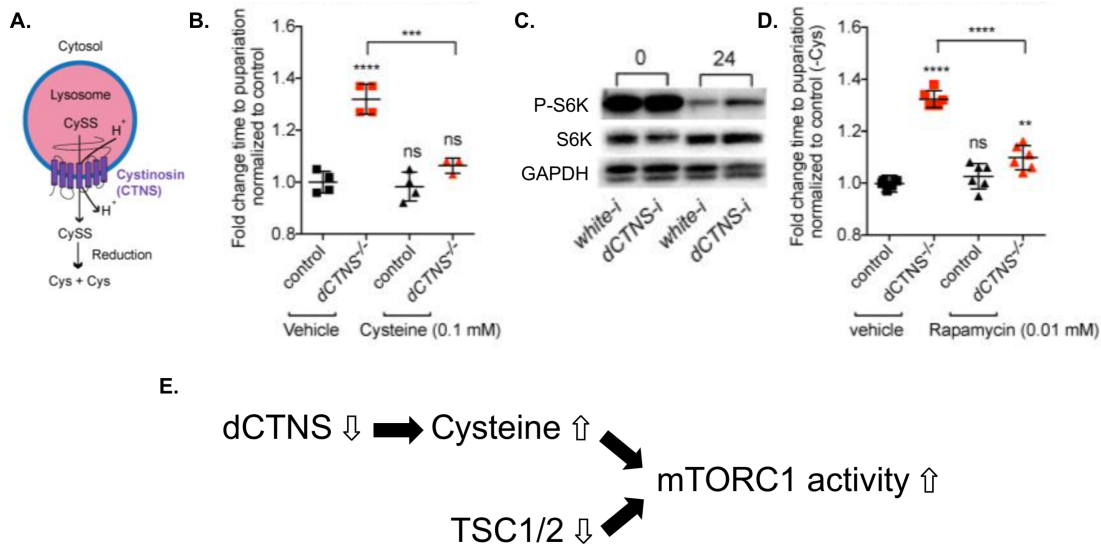 A.
Cytosol
Lysosome
CySS
H+
Cystinosin
(CTNS)
H+
CySS
Reduction
Cys + Cys
B.
Fold change time to pupariation
normalized to control
1.6
1.4
1.2
1.0
0.8
***
****
ns
ns
control
dCTNS-/-
control
dCTNS-/-
Vehicle
Cysteine (0.1 mM)
C.
0
24
P-S6K
S6K
GAPDH
white-i
dCTNS-i
white-i
dCTNS-i
D.
Fold change time to pupariation
normalized to control (-Cys)
1.6
1.4
1.2
1.0
0.8
****
****
ns
**
control
dCTNS-/-
control
dCTNS-/-
vehicle
Rapamycin (0.01 mM)
E.
dCTNS ⇩ Cysteine ⇧
mTORC1 activity ⇧
TSC1/2 ⇩